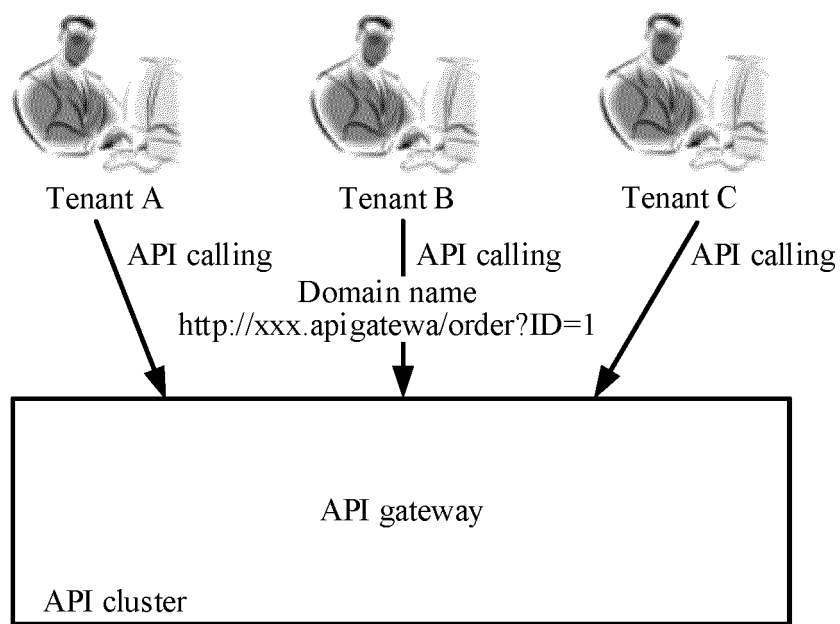 Tenant A
Tenant B
Tenant C
API calling
API calling
API calling
Domain name
http://xxx.apigatewa/order?ID=1
API gateway
API cluster